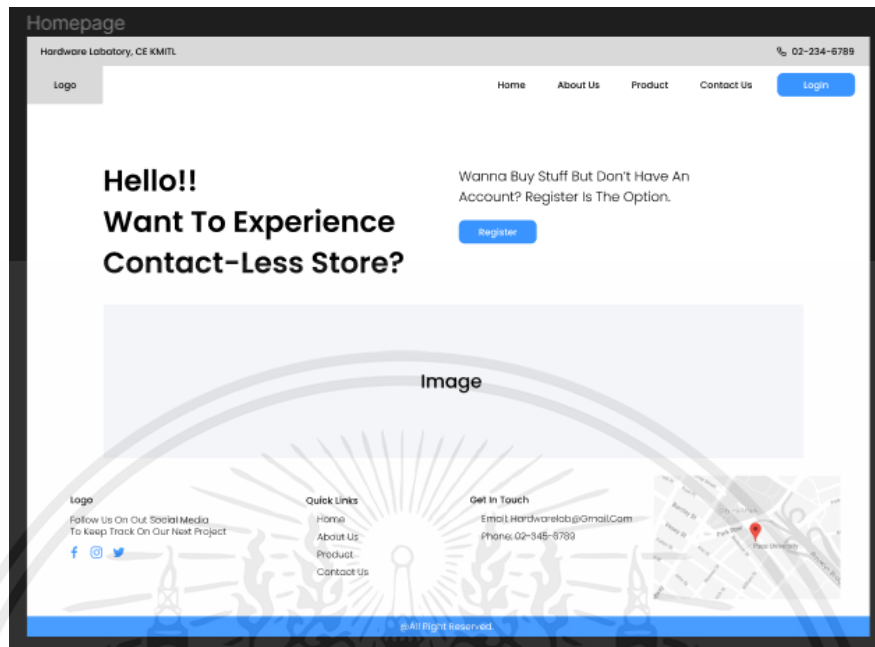 Homepage
Hardware Labatory, CE KMITL
02-234-6789
Logo
Home
About Us
Product
Contact Us
Login
Hello!!
Want To Experience
Contact-Less Store?
Wanna Buy Stuff But Don't Have An
Account? Register Is The Option.
Register
Image
Logo
Follow Us On Out Social Media
To Keep Track On Our Next Project
Quick Links
Home
About Us
Product
Contact Us
Get In Touch
Email: Hardwarelab@Gmail.Com
Phone: 02-345-6789
Pace University
@All Right Reserved.